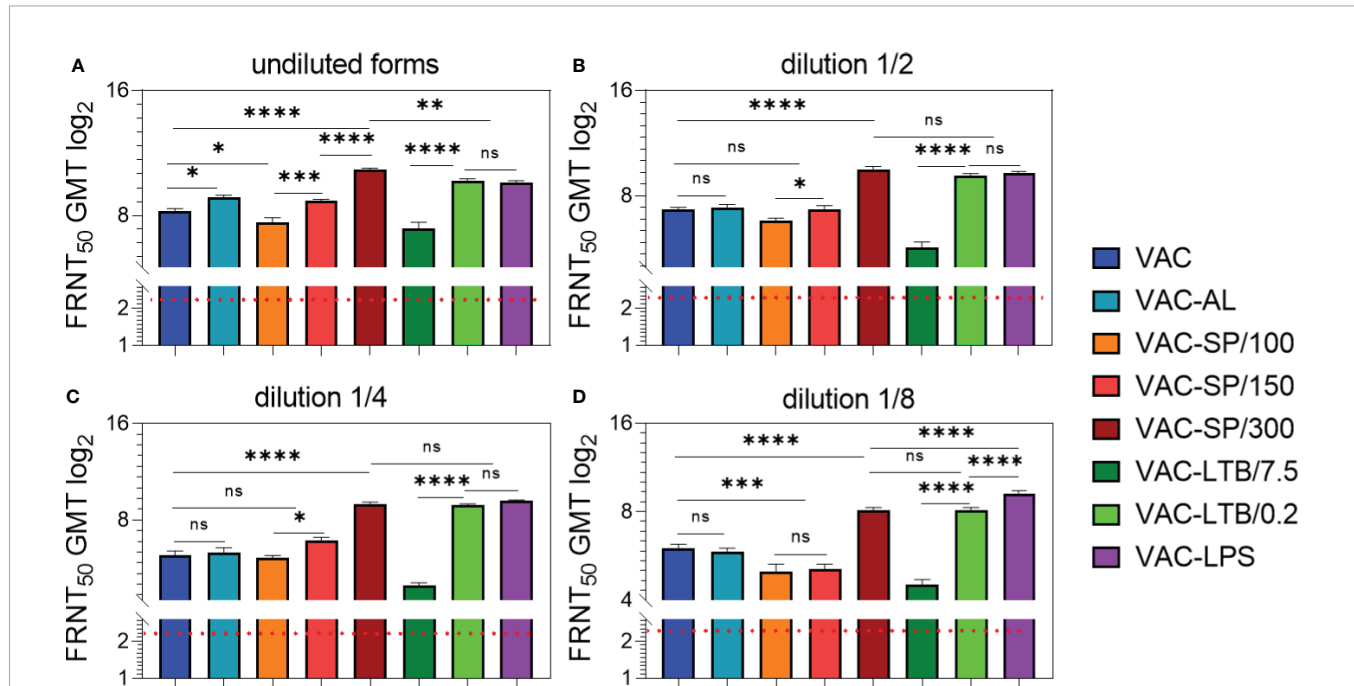 A
undiluted forms
FRNT50 GMT log2
16
8
2
1
****
**
*
****
****
ns
*
***
B
dilution 1/2
FRNT50 GMT log2
16
8
2
1
****
ns
ns
****
ns
ns
*
C
dilution 1/4
FRNT50 GMT log2
16
8
2
1
****
ns
ns
****
ns
ns
*
D
dilution 1/8
FRNT50 GMT log2
16
8
4
2
1
****
****
ns
****
***
****
ns
ns
VAC
VAC-AL
VAC-SP/100
VAC-SP/150
VAC-SP/300
VAC-LTB/7.5
VAC-LTB/0.2
VAC-LPS